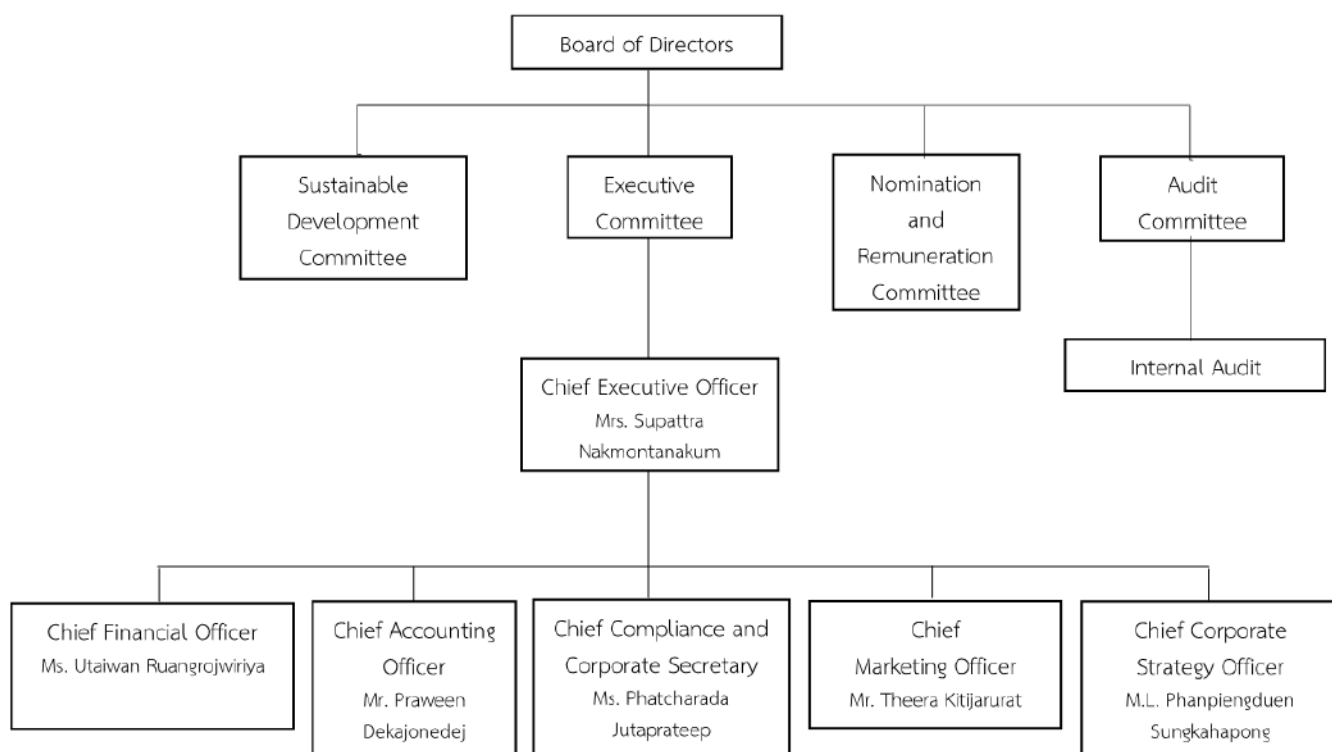 Board of Directors
Sustainable
Development
Committee
Executive
Committee
Nomination
and
Remuneration
Committee
Audit
Committee
Internal Audit
Chief Executive Officer
Mrs. Supattra
Nakmontanakum
Chief Financial Officer
Ms. Utaiwan Ruangrojwiriya
Chief Accounting
Officer
Mr. Praween
Dekajonedej
Chief Compliance and
Corporate Secretary
Ms. Phatcharada
Jutaprateep
Chief
Marketing Officer
Mr. Theera Kitijarurat
Chief Corporate
Strategy Officer
M.L. Phanpiengduen
Sungkahapong